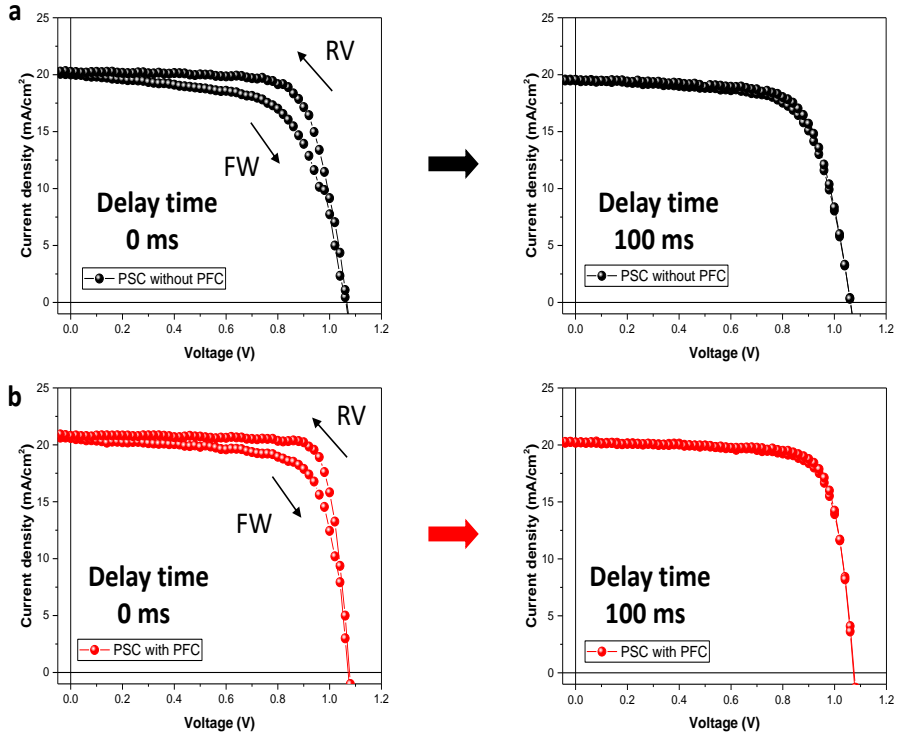 a
25
20
15
10
5
0
Current density (mA/cm²)
RV
FW
Delay time
0 ms
PSC without PFC
0.0 0.2 0.4 0.6 0.8 1.0 1.2
Voltage (V)
25
20
15
10
5
0
Current density (mA/cm²)
Delay time
100 ms
PSC without PFC
0.0 0.2 0.4 0.6 0.8 1.0 1.2
Voltage (V)
b
25
20
15
10
5
0
Current density (mA/cm²)
RV
FW
Delay time
0 ms
PSC with PFC
0.0 0.2 0.4 0.6 0.8 1.0 1.2
Voltage (V)
25
20
15
10
5
0
Current density (mA/cm²)
Delay time
100 ms
PSC with PFC
0.0 0.2 0.4 0.6 0.8 1.0 1.2
Voltage (V)